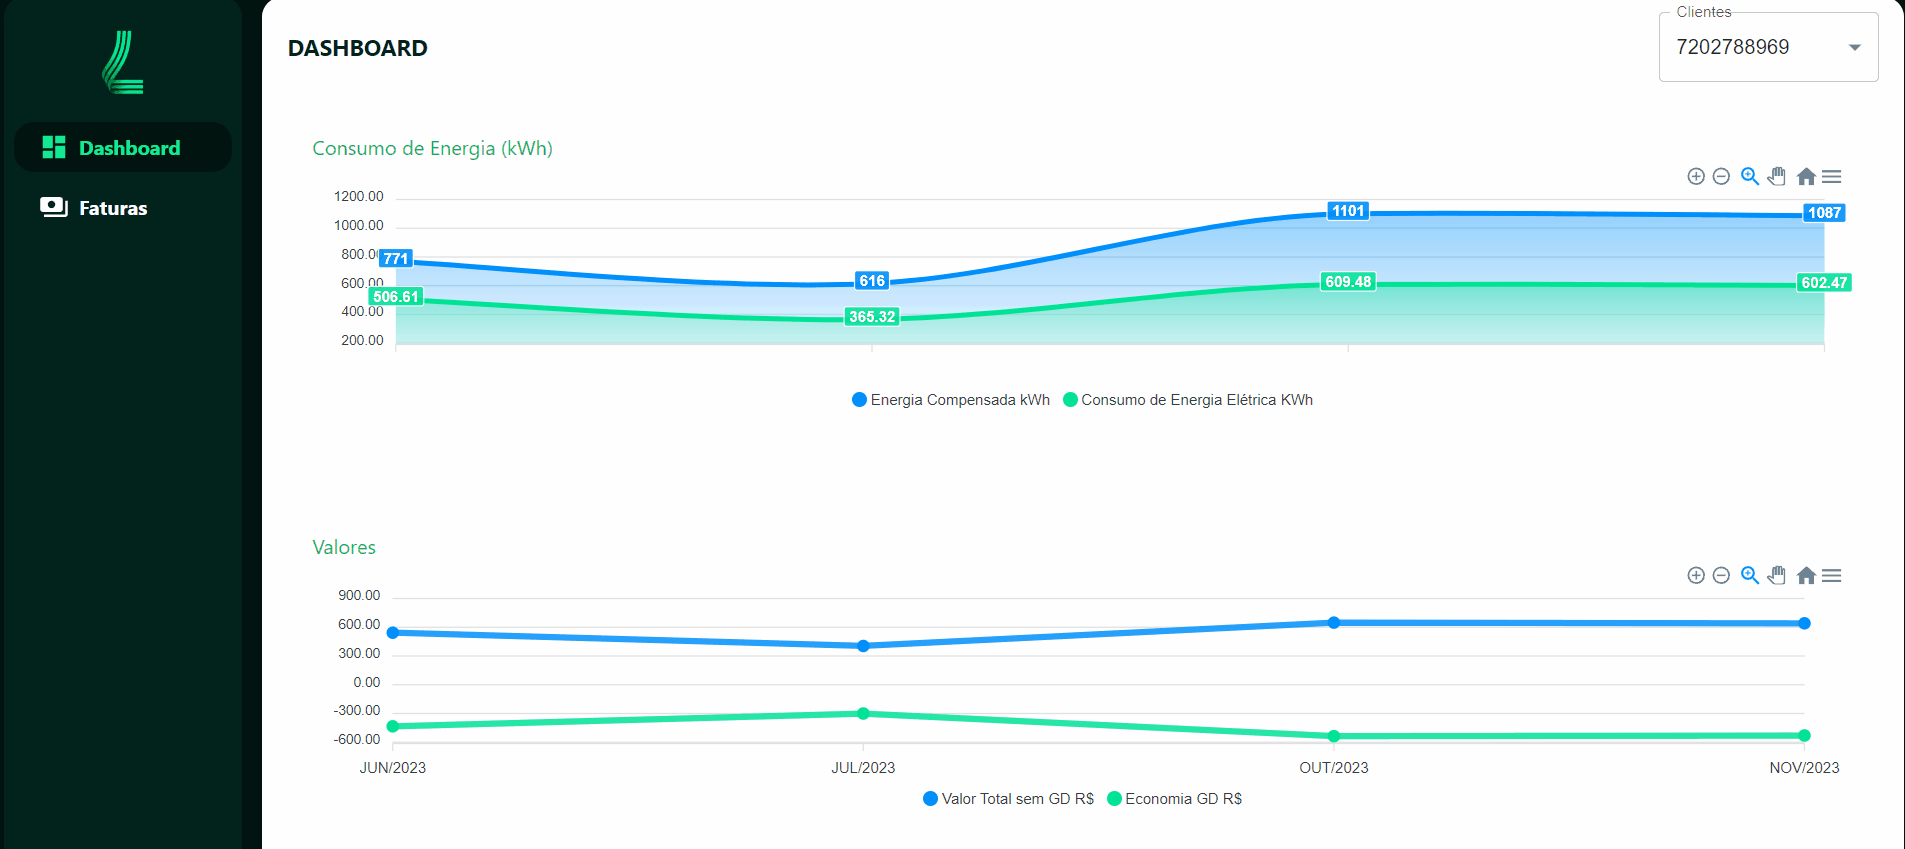 Clientes
DASHBOARD
7202788969
Dashboard
Faturas
Consumo de Energia (kWh)
1200.00
1000.00
800.00
600.00
400.00
200.00
771
616
1101
1087
506.61
365.32
609.48
602.47
Energia Compensada kWh
Consumo de Energia Elétrica KWh
Valores
900.00
600.00
300.00
0.00
-300.00
-600.00
JUN/2023
JUL/2023
OUT/2023
NOV/2023
Valor Total sem GD R$
Economia GD R$